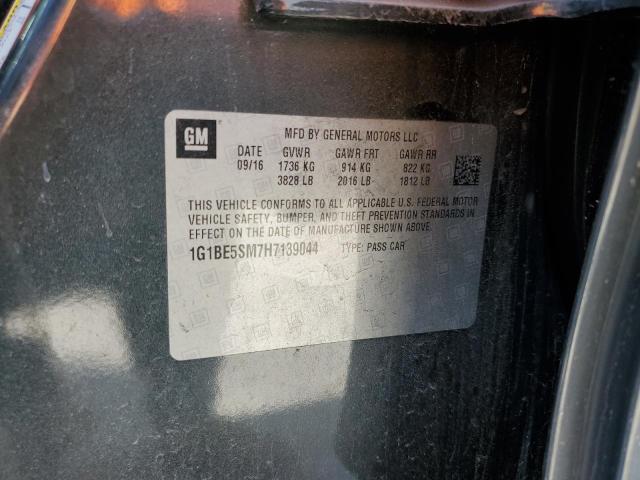 GM
MFD BY GENERAL MOTORS LLC
DATE GVWR GAWR FRT GAWR RR
09/16 1736 KG 914 KG 822 KG
3828 LB 2016 LB 1812 LB
THIS VEHICLE CONFORMS TO ALL APPLICABLE U.S. FEDERAL MOTOR
VEHICLE SAFETY, BUMPER, AND THEFT PREVENTION STANDARDS IN
EFFECT ON THE DATE OF MANUFACTURE SHOWN ABOVE.
1G1BE5SM7H7139044 TYPE: PASS CAR